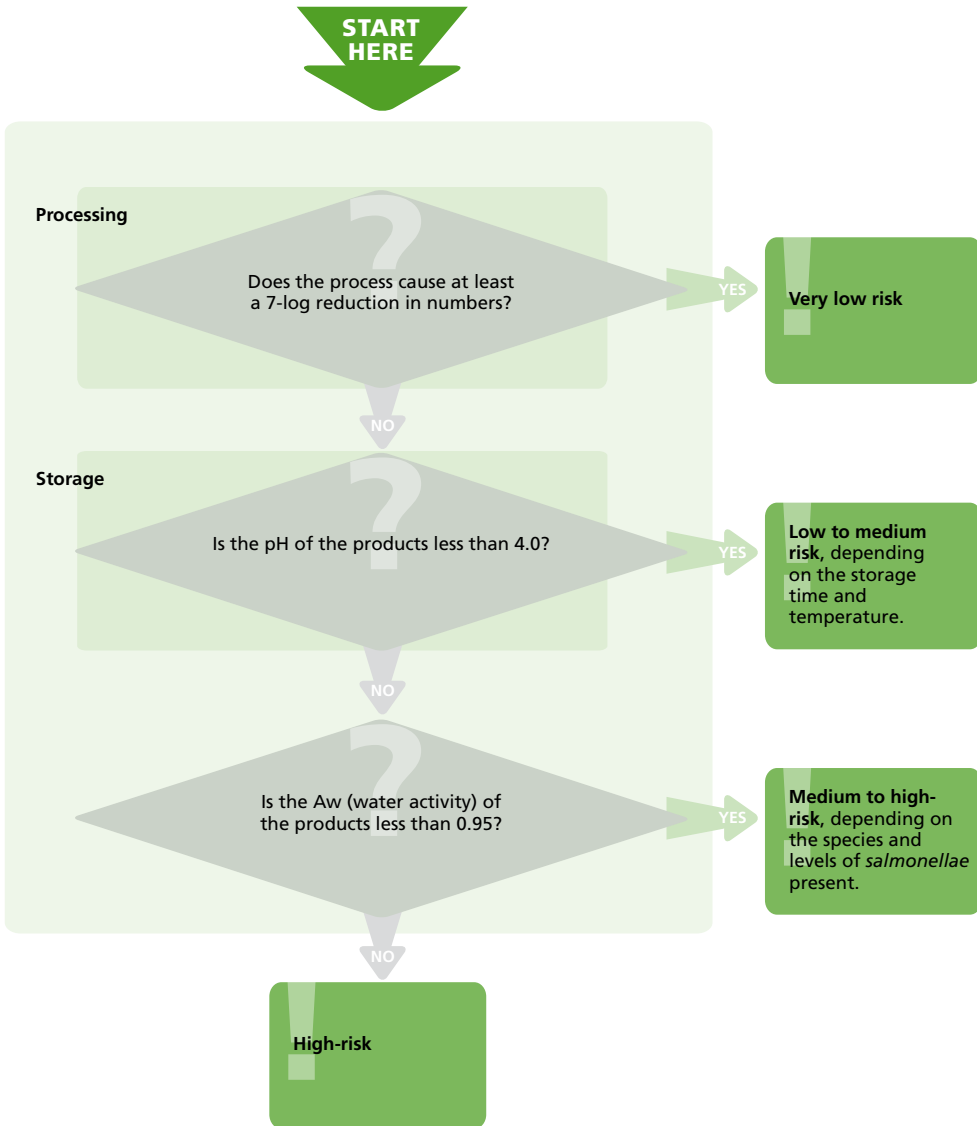 START
HERE
Processing
?
Does the process cause at least
a 7-log reduction in numbers?
YES
!
Very low risk
NO
Storage
?
Is the pH of the products less than 4.0?
YES
!
Low to medium
risk, depending
on the storage
time and
temperature.
NO
?
Is the Aw (water activity) of
the products less than 0.95?
YES
!
Medium to high-
risk, depending on
the species and
levels of salmonellae
present.
NO
!
High-risk